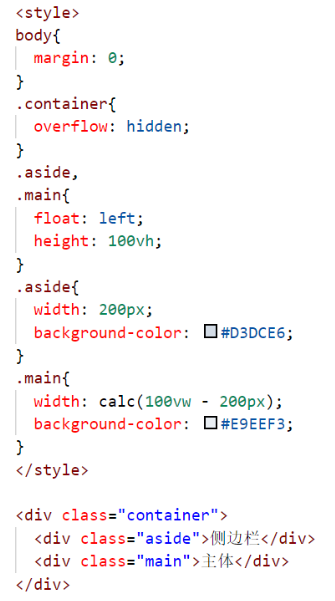 <style>
body{
  margin: 0;
}
.container{
  overflow: hidden;
}
.aside,
.main{
  float: left;
  height: 100vh;
}
.aside{
  width: 200px;
  background-color: #D3DCE6;
}
.main{
  width: calc(100vw - 200px);
  background-color: #E9EEF3;
}
</style>

<div class="container">
  <div class="aside">侧边栏</div>
  <div class="main">主体</div>
</div>